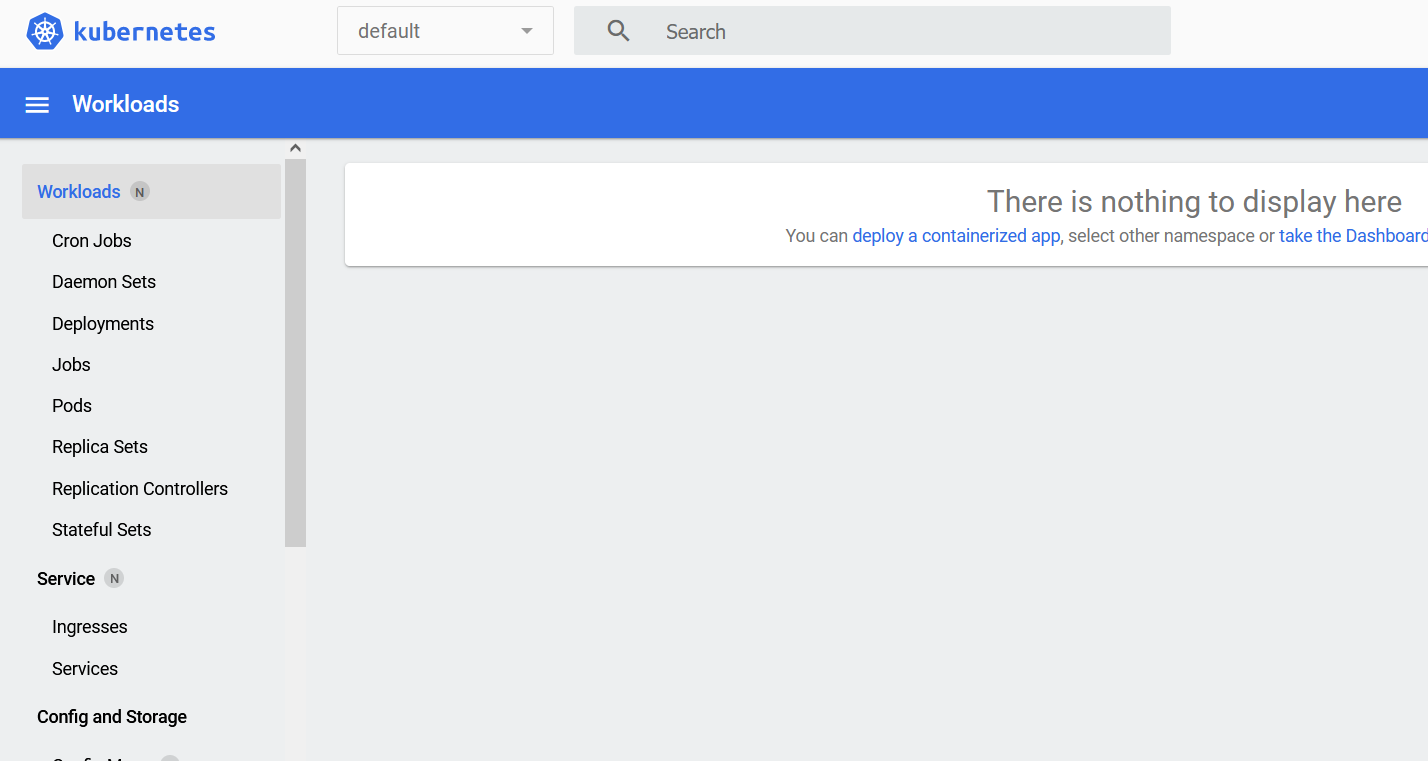 kubernetes
default
Search
Workloads
Workloads N
Cron Jobs
Daemon Sets
Deployments
Jobs
Pods
Replica Sets
Replication Controllers
Stateful Sets
Service N
Ingresses
Services
Config and Storage
There is nothing to display here
You can deploy a containerized app, select other namespace or take the Dashboard